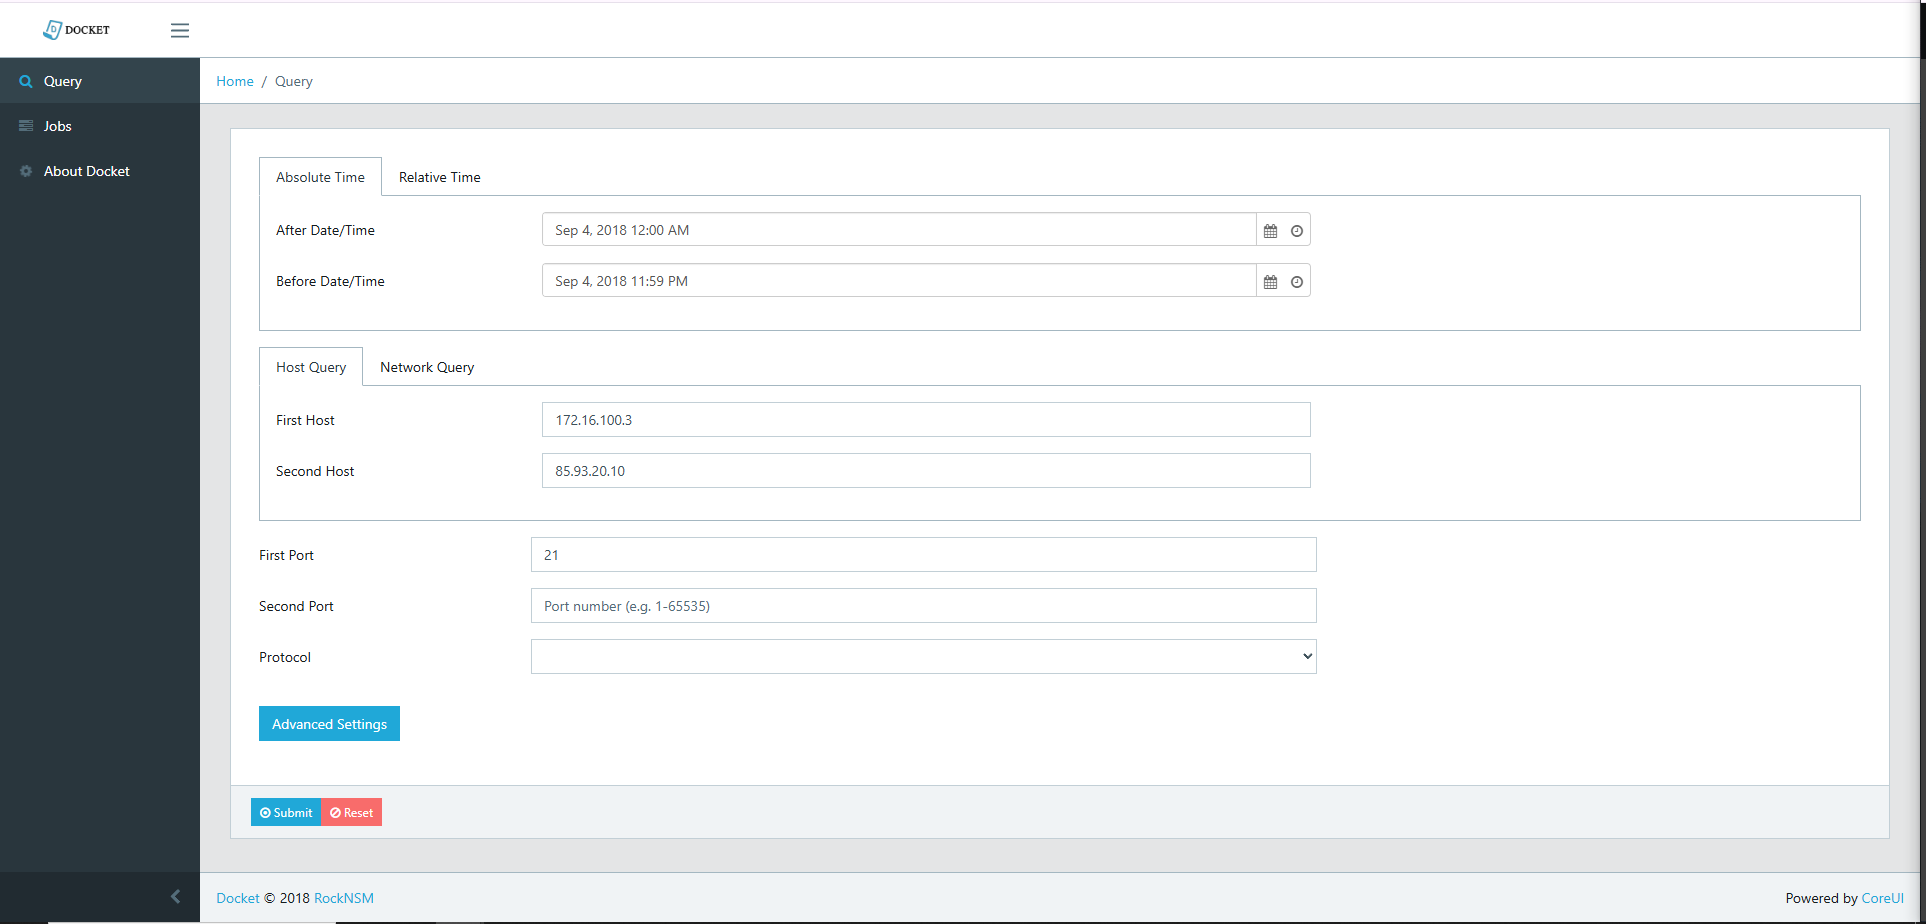 DOCKET
Query
Jobs
About Docket
Home / Query
Absolute Time
Relative Time
After Date/Time
Sep 4, 2018 12:00 AM
Before Date/Time
Sep 4, 2018 11:59 PM
Host Query
Network Query
First Host
172.16.100.3
Second Host
85.93.20.10
First Port
21
Second Port
Port number (e.g. 1-65535)
Protocol
Advanced Settings
Submit
Reset
Docket © 2018 RockNSM
Powered by CoreUI